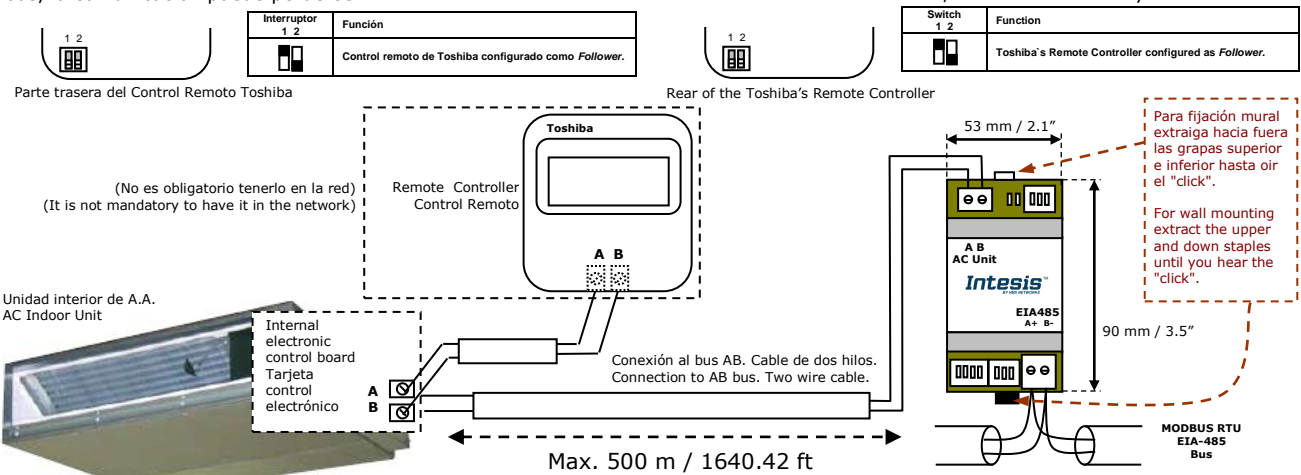 Interruptor
1 2
Función
Control remoto de Toshiba configurado como Follower.
1 2
Parte trasera del Control Remoto Toshiba
Switch
1 2
Function
Toshiba`s Remote Controller configured as Follower.
1 2
Rear of the Toshiba's Remote Controller
(No es obligatorio tenerlo en la red)
(It is not mandatory to have it in the network)
Toshiba
Remote Controller
Control Remoto
A B
53 mm / 2.1”
A B
AC Unit
Intesis™
BY HMS NETWORKS
EIA485
A+ B-
90 mm / 3.5”
Para fijación mural
extraiga hacia fuera
las grapas superior
e inferior hasta oir
el "click".
For wall mounting
extract the upper
and down staples
until you hear the
"click".
Unidad interior de A.A.
AC Indoor Unit
Internal
electronic
control board
Tarjeta
control
electrónico
A
B
Conexión al bus AB. Cable de dos hilos.
Connection to AB bus. Two wire cable.
Max. 500 m / 1640.42 ft
MODBUS RTU
EIA-485
Bus